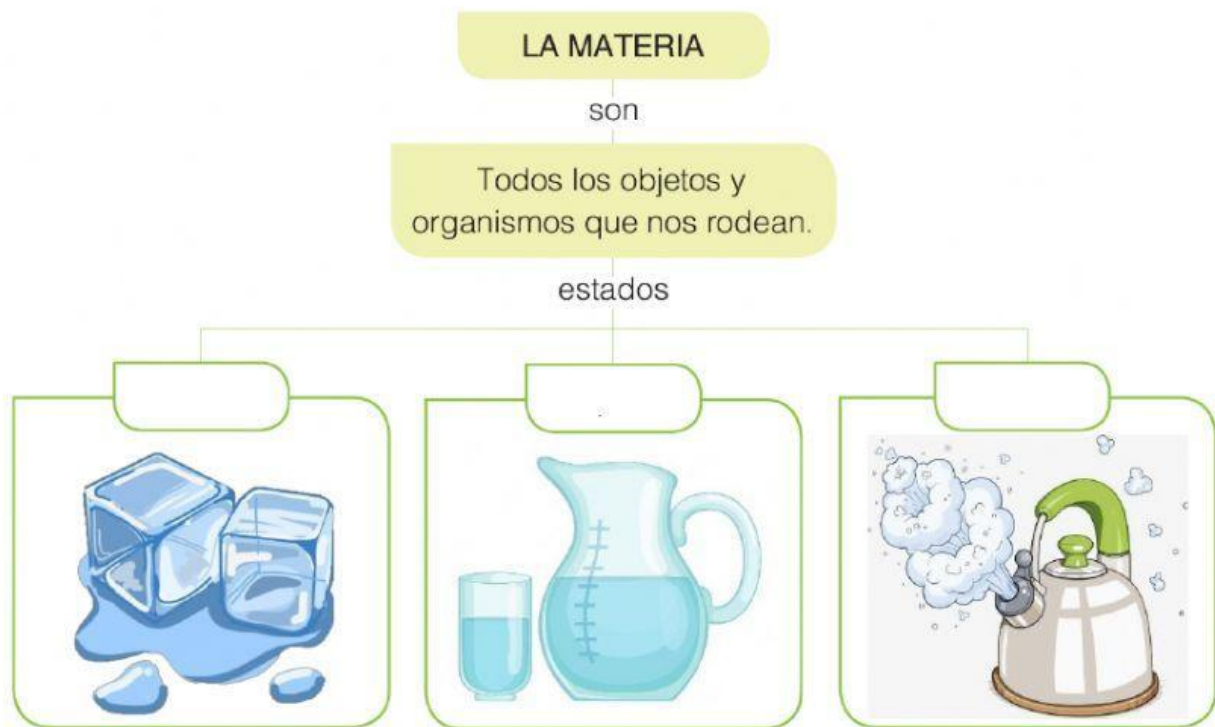 LA MATERIA
son
Todos los objetos y
organismos que nos rodean.
estados